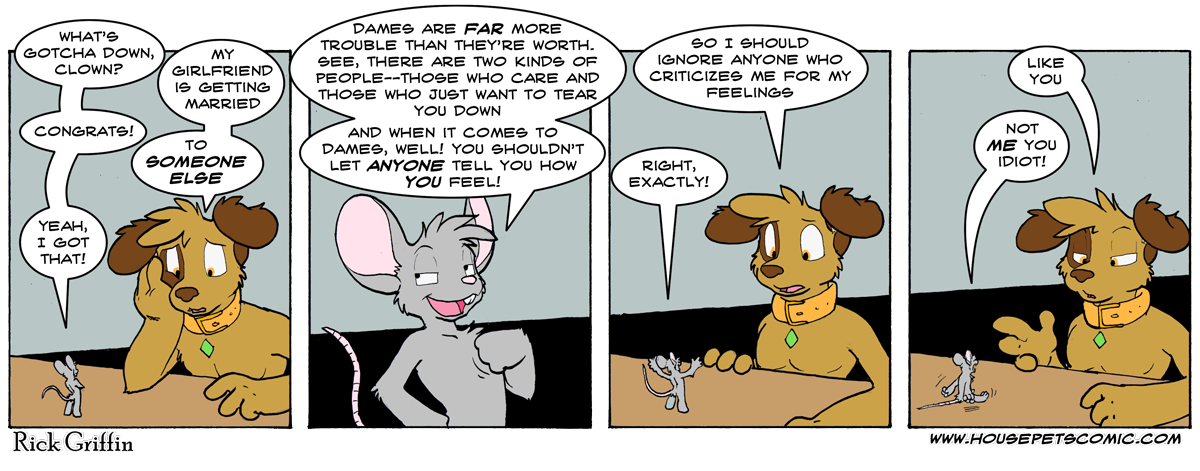 WHAT'S
GOTCHA DOWN,
CLOWN?
MY
GIRLFRIEND
IS GETTING
MARRIED
CONGRATS!
TO
SOMEONE
ELSE
YEAH,
I GOT
THAT!
DAMES ARE FAR MORE
TROUBLE THAN THEY'RE WORTH.
SEE, THERE ARE TWO KINDS OF
PEOPLE--THOSE WHO CARE AND
THOSE WHO JUST WANT TO TEAR
YOU DOWN
AND WHEN IT COMES TO
DAMES, WELL! YOU SHOULDN'T
LET ANYONE TELL YOU HOW
YOU FEEL!
SO I SHOULD
IGNORE ANYONE WHO
CRITICIZES ME FOR MY
FEELINGS
RIGHT,
EXACTLY!
LIKE
YOU
NOT
ME YOU
IDIOT!
Rick Griffin
WWW.HOUSEPETSCOMIC.COM